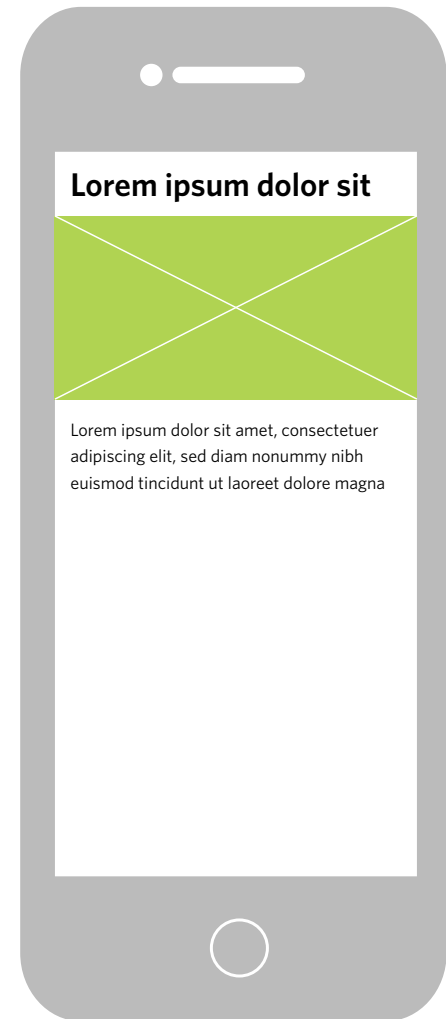 Lorem ipsum dolor sit
Lorem ipsum dolor sit amet, consectetuer
adipiscing elit, sed diam nonummy nibh
euismod tincidunt ut laoreet dolore magna